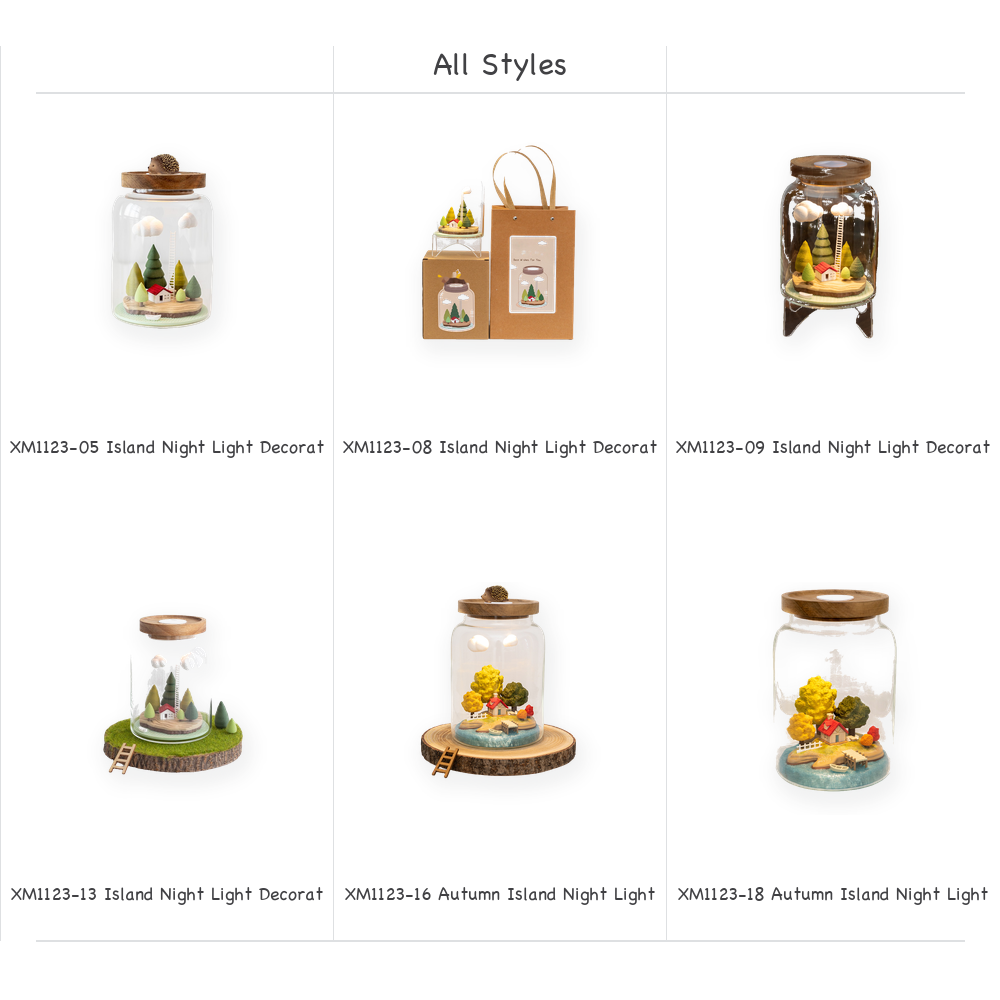 All Styles
XM1123-05 Island Night Light Decorat
XM1123-08 Island Night Light Decorat
XM1123-09 Island Night Light Decorat
XM1123-13 Island Night Light Decorat
XM1123-16 Autumn Island Night Light
XM1123-18 Autumn Island Night Light